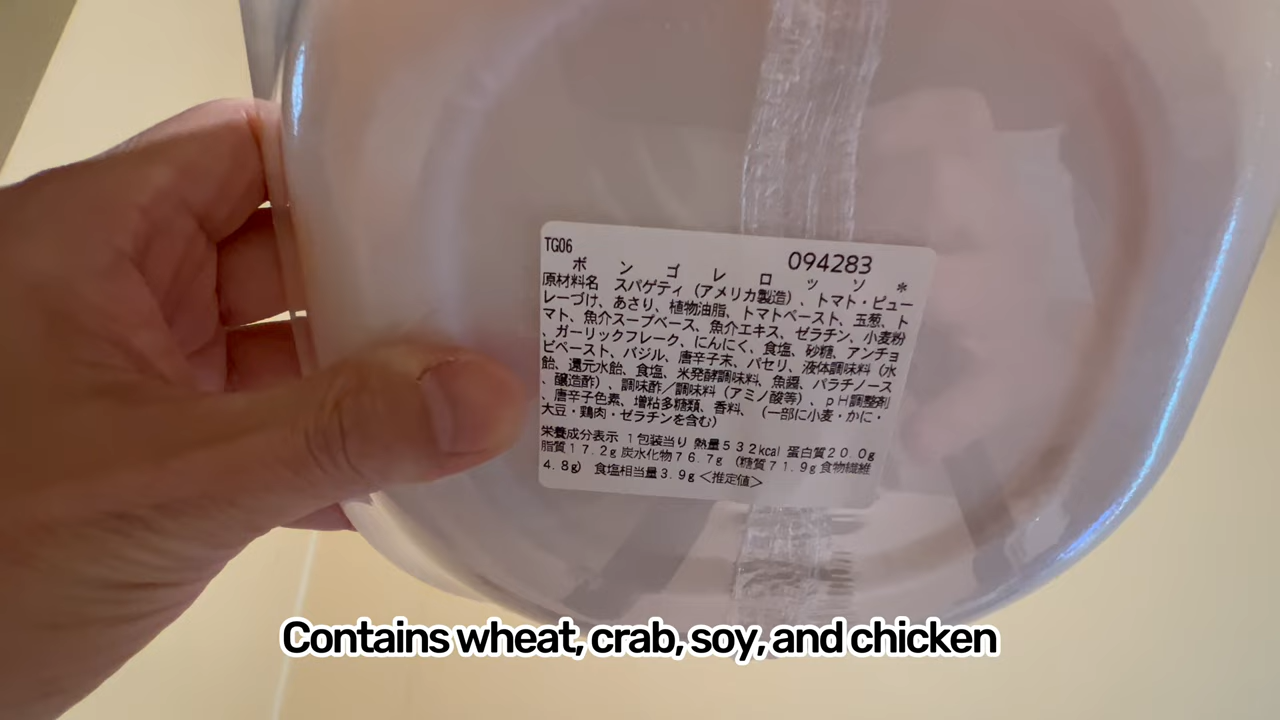 TG06
094283
ボンゴレロッソ*
原材料名 スパゲティ（アメリカ製造）、トマト・ピュー
レーづけ、あさり、植物油脂、トマトペースト、玉葱、ト
マト、魚介スープベース、魚介エキス、ゼラチン、小麦粉
、ガーリックフレーク、にんにく、食塩、砂糖、アンチョ
ビペースト、バジル、唐辛子末、パセリ、液体調味料（水
飴、還元水飴、食塩、米発酵調味料、魚醤、パラチノース
、醸造酢）、調味酢／調味料（アミノ酸等）、pH調整剤
、唐辛子色素、増粘多糖類、香料、（一部に小麦・かに・
大豆・鶏肉・ゼラチンを含む）
栄養成分表示 1包装当り 熱量532kcal 蛋白質20.0g
脂質17.2g 炭水化物76.7g （糖質71.9g 食物繊維
4.8g） 食塩相当量3.9g＜推定値＞
Contains wheat, crab, soy, and chicken